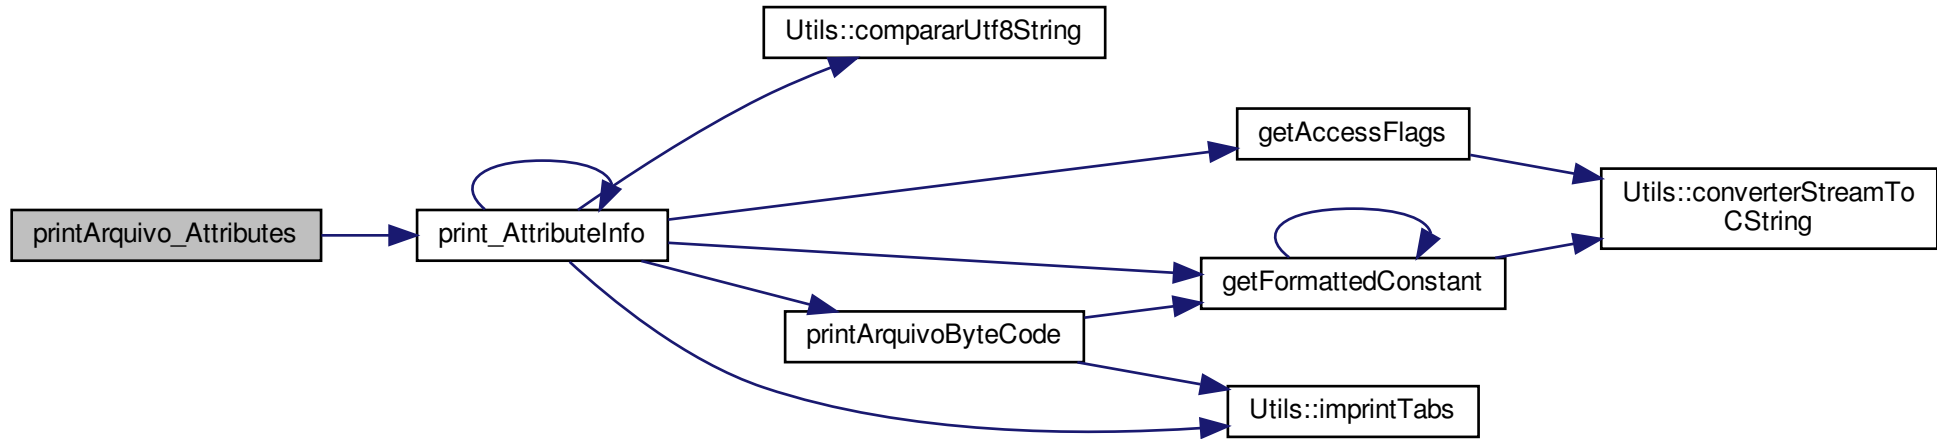 Utils::compararUtf8String
getAccessFlags
Utils::converterStreamTo
CString
printArquivo_Attributes
print_AttributeInfo
getFormattedConstant
printArquivoByteCode
Utils::imprintTabs